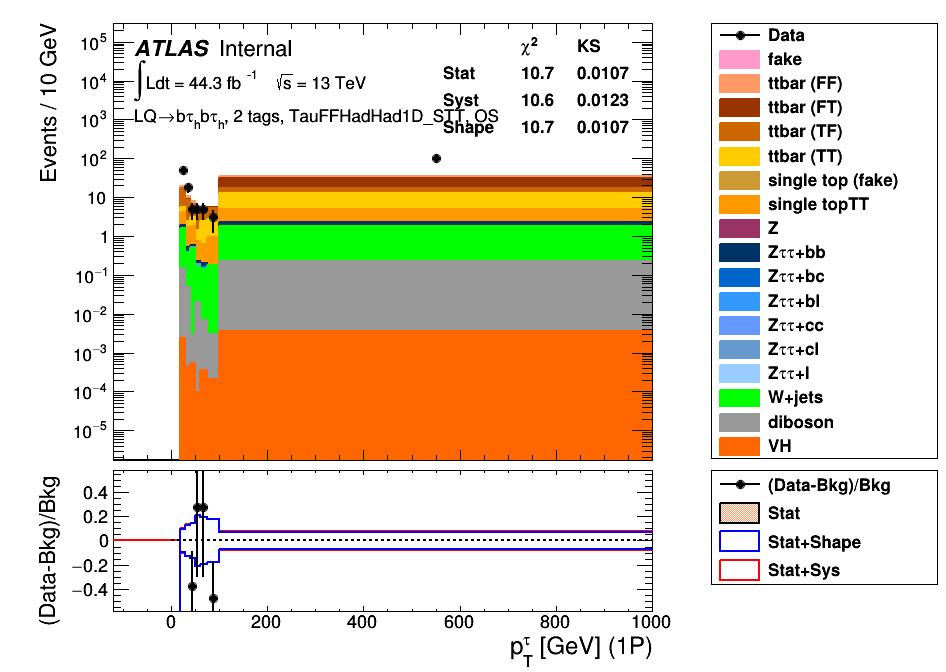 ATLAS Internal
∫Ldt = 44.3 fb⁻¹ √s = 13 TeV
LQ→bτₕbτₕ, 2 tags, TauFFHadHad1D_STT, OS
χ² KS
Stat 10.7 0.0107
Syst 10.6 0.0123
Shape 10.7 0.0107
Events / 10 GeV
10⁵
10⁴
10³
10²
10
1
10⁻¹
10⁻²
10⁻³
10⁻⁴
10⁻⁵
Data
fake
ttbar (FF)
ttbar (FT)
ttbar (TF)
ttbar (TT)
single top (fake)
single topTT
Z
Zττ+bb
Zττ+bc
Zττ+bl
Zττ+cc
Zττ+cl
Zττ+l
W+jets
diboson
VH
(Data-Bkg)/Bkg
0.4
0.2
0
−0.2
−0.4
0 200 400 600 800 1000
p_T^τ [GeV] (1P)
(Data-Bkg)/Bkg
Stat
Stat+Shape
Stat+Sys